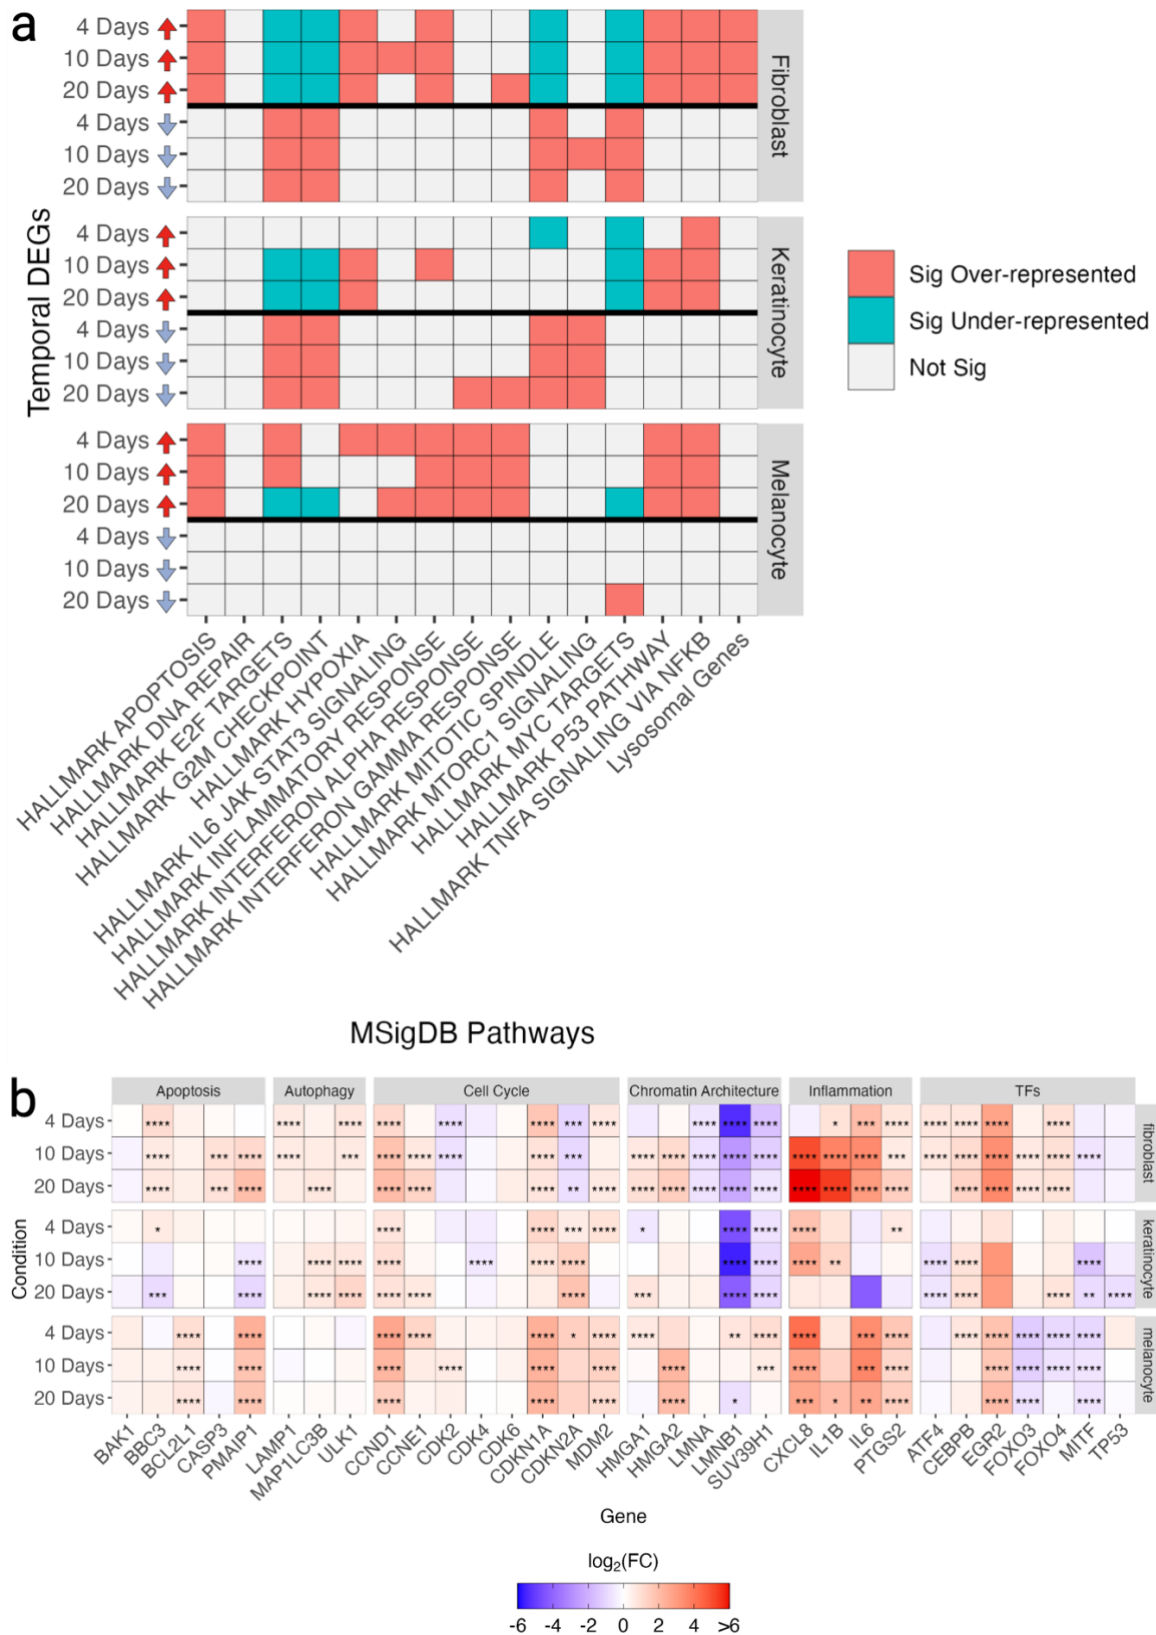 a
4 Days
10 Days
20 Days
4 Days
10 Days
20 Days
Fibroblast
4 Days
10 Days
20 Days
4 Days
10 Days
20 Days
Keratinocyte
4 Days
10 Days
20 Days
4 Days
10 Days
20 Days
Melanocyte
Temporal DEGs
Sig Over-represented
Sig Under-represented
Not Sig
HALLMARK APOPTOSIS
HALLMARK DNA REPAIR
HALLMARK E2F TARGETS
HALLMARK G2M CHECKPOINT
HALLMARK HYPOXIA
HALLMARK IL6 JAK STAT3 SIGNALING
HALLMARK INFLAMMATORY RESPONSE
HALLMARK INTERFERON ALPHA RESPONSE
HALLMARK INTERFERON GAMMA RESPONSE
HALLMARK MITOTIC SPINDLE
HALLMARK MTORC1 SIGNALING
HALLMARK MYC TARGETS
HALLMARK P53 PATHWAY
HALLMARK TNFA SIGNALING VIA NFKB
Lysosomal Genes
MSigDB Pathways
b
Apoptosis Autophagy Cell Cycle Chromatin Architecture Inflammation TFs
4 Days
10 Days
20 Days
fibroblast
4 Days
10 Days
20 Days
keratinocyte
4 Days
10 Days
20 Days
melanocyte
Condition
BAK1
BBC3
BCL2L1
CASP3
PMAIP1
LAMP1
MAP1LC3B
ULK1
CCND1
CCNE1
CDK2
CDK4
CDK6
CDKN1A
CDKN2A
MDM2
HMGA1
HMGA2
LMNA
LMNB1
SUV39H1
CXCL8
IL1B
IL6
PTGS2
ATF4
CEBPB
EGR2
FOXO3
FOXO4
MITF
TP53
Gene
log2(FC)
-6 -4 -2 0 2 4 >6